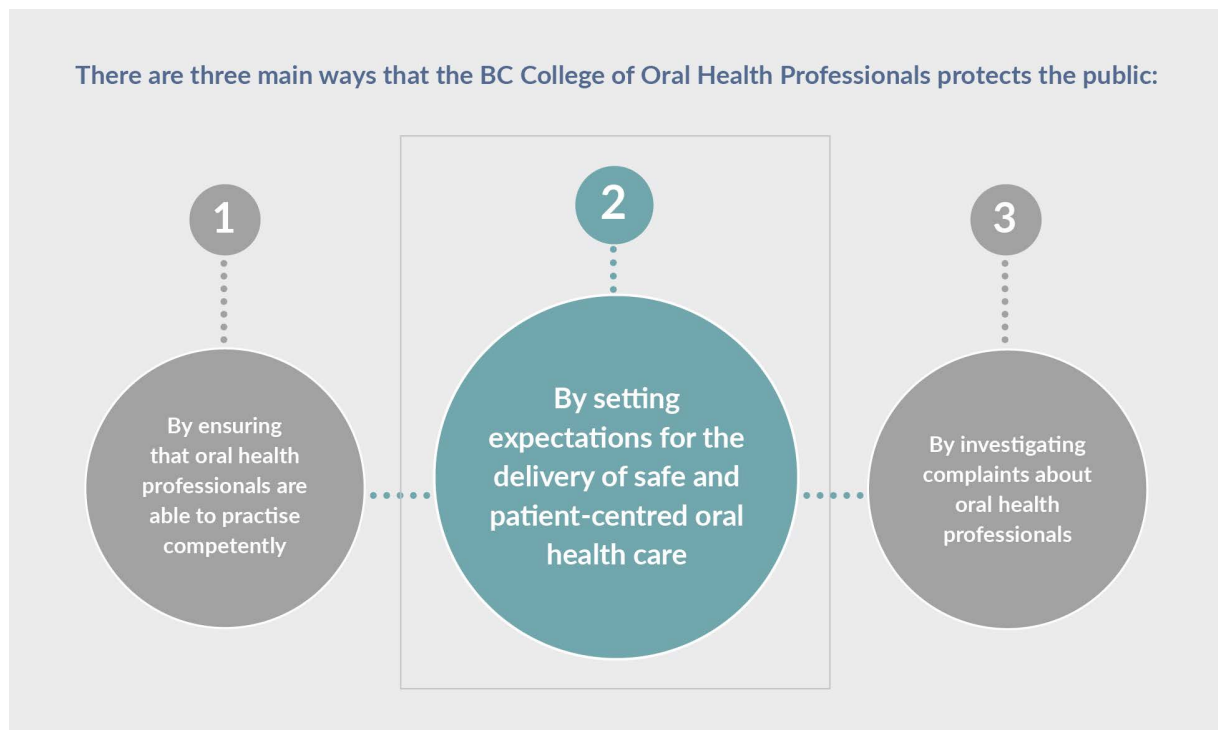 There are three main ways that the BC College of Oral Health Professionals protects the public:
1
By ensuring
that oral health
professionals are
able to practise
competently
2
By setting
expectations for the
delivery of safe and
patient-centred oral
health care
3
By investigating
complaints about
oral health
professionals